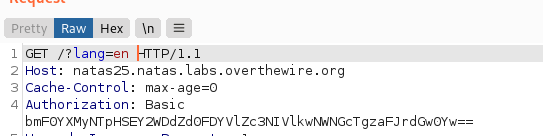 Request
Pretty Raw Hex \n
1 GET /?lang=en HTTP/1.1
2 Host: natas25.natas.labs.overthewire.org
3 Cache-Control: max-age=0
4 Authorization: Basic
bmF0YXMyNTpHSEY2WDdZd0FDYVlZc3NIVlkwNWNGcTgzaFJrdGw0Yw==